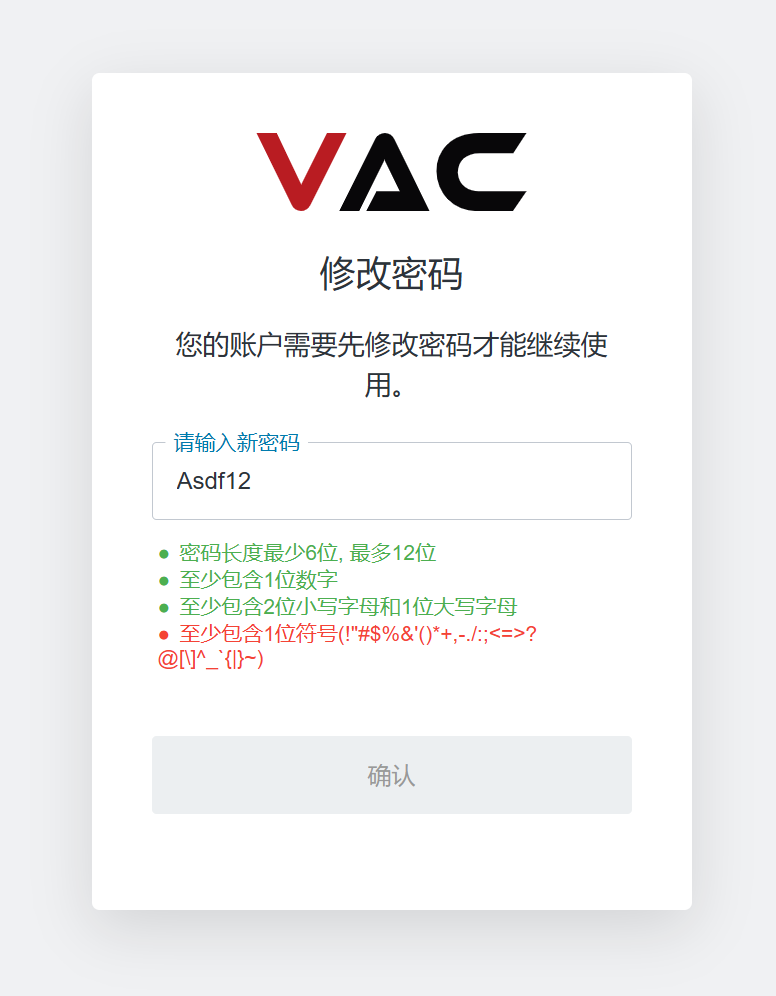 VAC
修改密码
您的账户需要先修改密码才能继续使
用。
请输入新密码
Asdf12
● 密码长度最少6位, 最多12位
● 至少包含1位数字
● 至少包含2位小写字母和1位大写字母
● 至少包含1位符号(!"#$%&'()*+,-./:;<=>?
@[\]^_`{|}~)
确认